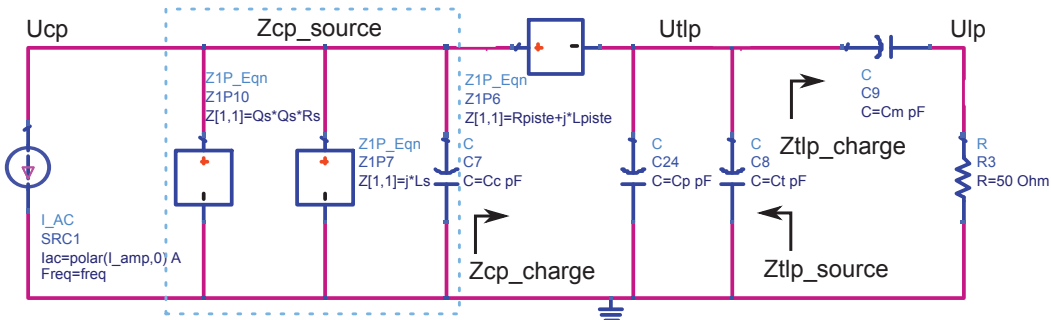 Ucp
Zcp_source
Utlp
Ulp
Z1P_Eqn
Z1P10
Z[1,1]=Qs*Qs*Rs
Z1P_Eqn
Z1P7
Z[1,1]=j*Ls
C
C7
C=Cc pF
Z1P_Eqn
Z1P6
Z[1,1]=Rpiste+j*Lpiste
C
C24
C=Cp pF
C
C8
C=Ct pF
C
C9
C=Cm pF
Ztlp_charge
R
R3
R=50 Ohm
I_AC
SRC1
Iac=polar(I_amp,0) A
Freq=freq
Zcp_charge
Ztlp_source